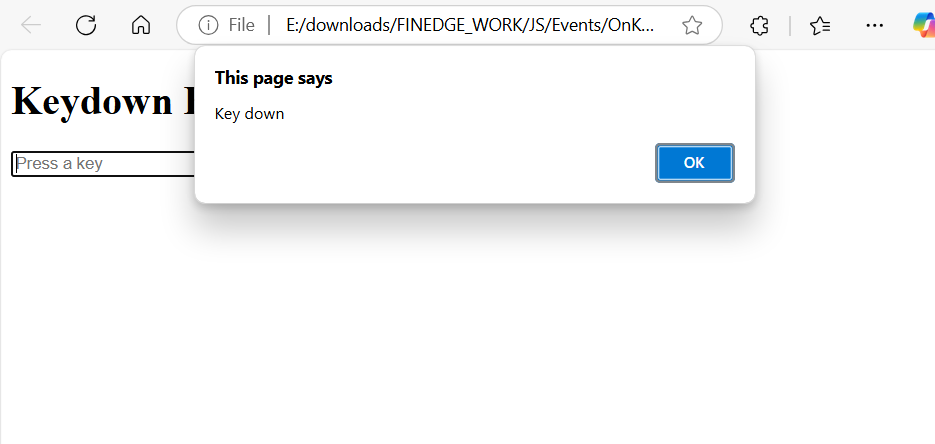 File
E:/downloads/FINEDGE_WORK/JS/Events/OnK...
This page says
Key down
OK
Keydown
Press a key